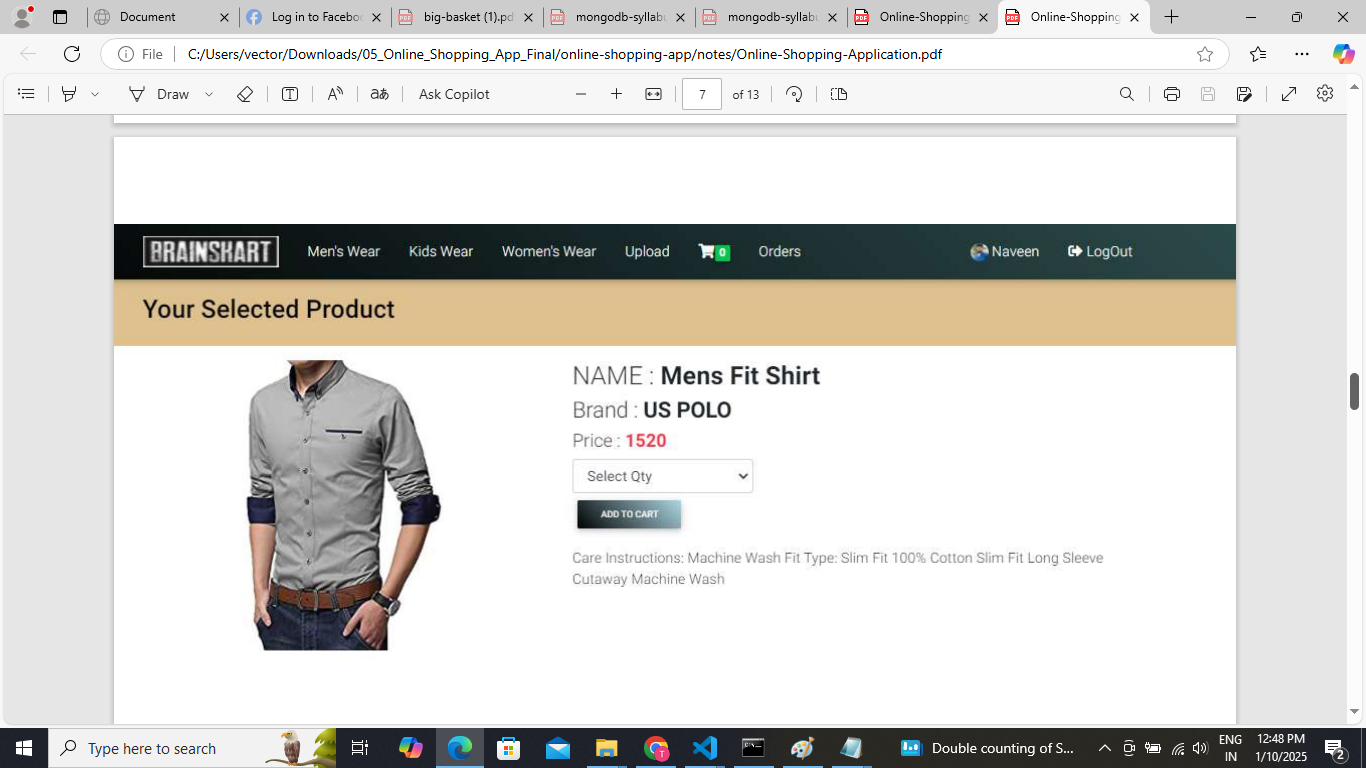 Document
Log in to Facebo
big-basket (1).pd
mongodb-syllabu
mongodb-syllabu
Online-Shopping
Online-Shopping
File C:/Users/vector/Downloads/05_Online_Shopping_App_Final/online-shopping-app/notes/Online-Shopping-Application.pdf
Draw aあ Ask Copilot 7 of 13
BRAINSKART Men's Wear Kids Wear Women's Wear Upload 0 Orders Naveen LogOut
Your Selected Product
NAME : Mens Fit Shirt
Brand : US POLO
Price : 1520
Select Qty
ADD TO CART
Care Instructions: Machine Wash Fit Type: Slim Fit 100% Cotton Slim Fit Long Sleeve
Cutaway Machine Wash
Type here to search
Double counting of S...
ENG
IN
12:48 PM
1/10/2025
2